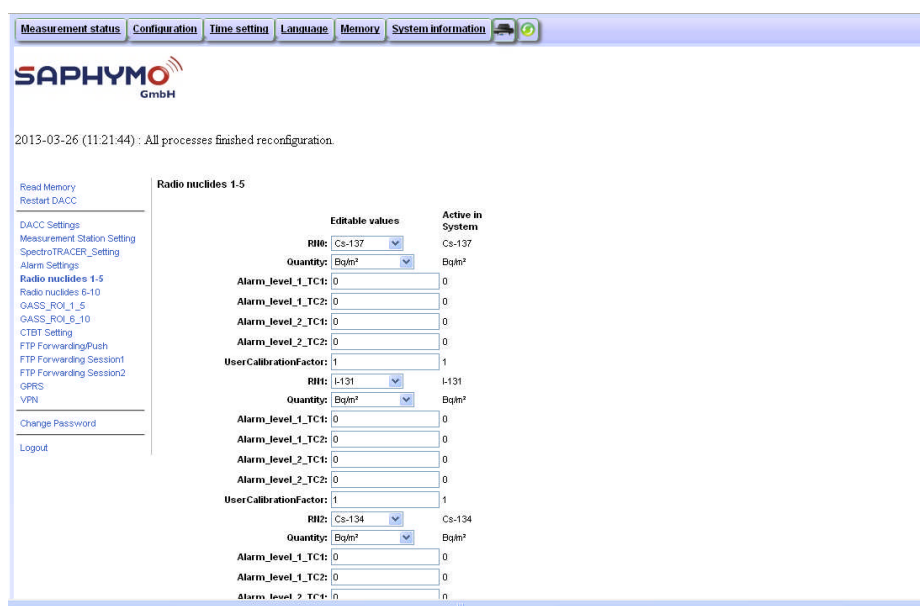 Measurement status Configuration Time setting Language Memory System information
SAPHYMO
GmbH
2013-03-26 (11:21:44) : All processes finished reconfiguration.
Read Memory
Restart DACC
DACC Settings
Measurement Station Setting
SpectroTRACER_Setting
Alarm Settings
Radio nuclides 1-5
Radio nuclides 6-10
GASS_ROI_1_5
GASS_ROI_6_10
CTBT Setting
FTP Forwarding/Push
FTP Forwarding Session1
FTP Forwarding Session2
GPRS
VPN
Change Password
Logout
Radio nuclides 1-5
Editable values Active in System
RN0: Cs-137 Cs-137
Quantity: Bq/m² Bq/m²
Alarm_level_1_TC1: 0 0
Alarm_level_1_TC2: 0 0
Alarm_level_2_TC1: 0 0
Alarm_level_2_TC2: 0 0
UserCalibrationFactor: 1 1
RN1: I-131 I-131
Quantity: Bq/m² Bq/m²
Alarm_level_1_TC1: 0 0
Alarm_level_1_TC2: 0 0
Alarm_level_2_TC1: 0 0
Alarm_level_2_TC2: 0 0
UserCalibrationFactor: 1 1
RN2: Cs-134 Cs-134
Quantity: Bq/m² Bq/m²
Alarm_level_1_TC1: 0 0
Alarm_level_1_TC2: 0 0
Alarm_level_2_TC1: 0 0